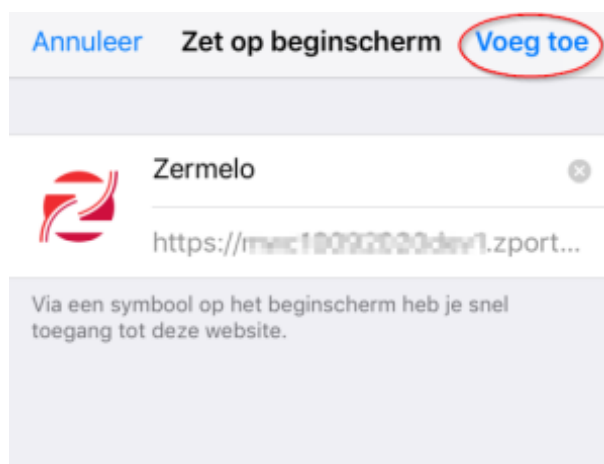 Annuleer Zet op beginscherm Voeg toe
Zermelo
https:// .zport...
Via een symbool op het beginscherm heb je snel
toegang tot deze website.